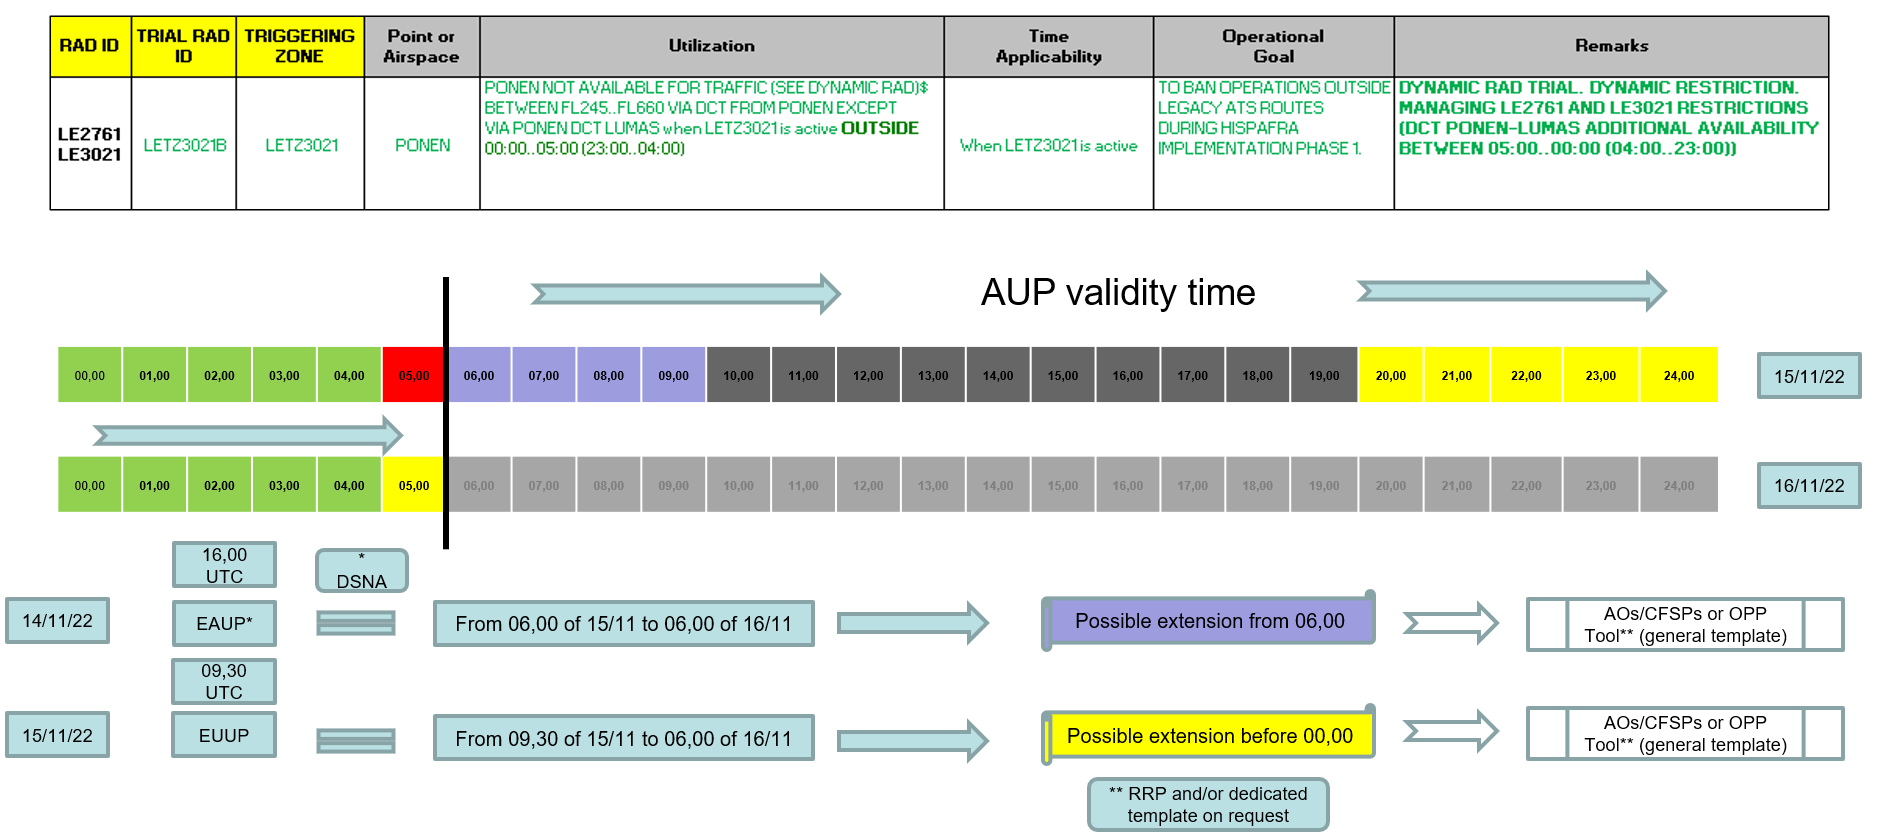 RAD ID
TRIAL RAD
ID
TRIGGERING
ZONE
Point or
Airspace
Utilization
Time
Applicability
Operational
Goal
Remarks
LE2761
LE3021
LETZ3021B
LETZ3021
PONEN
PONEN NOT AVAILABLE FOR TRAFFIC (SEE DYNAMIC RAD)$
BETWEEN FL245..FL660 VIA DCT FROM PONEN EXCEPT
VIA PONEN DCT LUMAS when LETZ3021 is active OUTSIDE
00:00..05:00 (23:00..04:00)
When LETZ3021 is active
TO BAN OPERATIONS OUTSIDE
LEGACY ATS ROUTES
DURING HISPAFRA
IMPLEMENTATION PHASE 1.
DYNAMIC RAD TRIAL. DYNAMIC RESTRICTION.
MANAGING LE2761 AND LE3021 RESTRICTIONS
(DCT PONEN-LUMAS ADDITIONAL AVAILABILITY
BETWEEN 05:00..00:00 (04:00..23:00))
AUP validity time
00,00 01,00 02,00 03,00 04,00 05,00 06,00 07,00 08,00 09,00 10,00 11,00 12,00 13,00 14,00 15,00 16,00 17,00 18,00 19,00 20,00 21,00 22,00 23,00 24,00
15/11/22
00,00 01,00 02,00 03,00 04,00 05,00 06,00 07,00 08,00 09,00 10,00 11,00 12,00 13,00 14,00 15,00 16,00 17,00 18,00 19,00 20,00 21,00 22,00 23,00 24,00
16/11/22
16,00
UTC
*
DSNA
14/11/22
EAUP*
From 06,00 of 15/11 to 06,00 of 16/11
Possible extension from 06,00
AOs/CFSPs or OPP
Tool** (general template)
09,30
UTC
15/11/22
EUUP
From 09,30 of 15/11 to 06,00 of 16/11
Possible extension before 00,00
AOs/CFSPs or OPP
Tool** (general template)
** RRP and/or dedicated
template on request